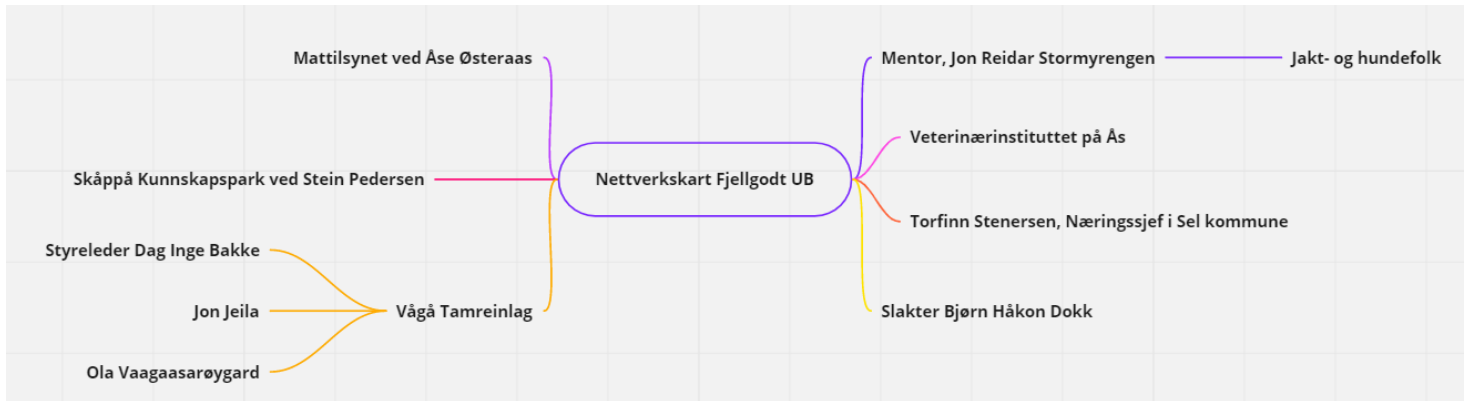 Mattilsynet ved Åse Østeraas
Mentor, Jon Reidar Stormyrengen
Jakt- og hundefolk
Veterinærinstituttet på Ås
Skåppå Kunnskapspark ved Stein Pedersen
Nettverkskart Fjellgodt UB
Torfinn Stenersen, Næringssjef i Sel kommune
Styreleder Dag Inge Bakke
Jon Jeila
Vågå Tamreinlag
Slakter Bjørn Håkon Dokk
Ola Vaagaasarøygard